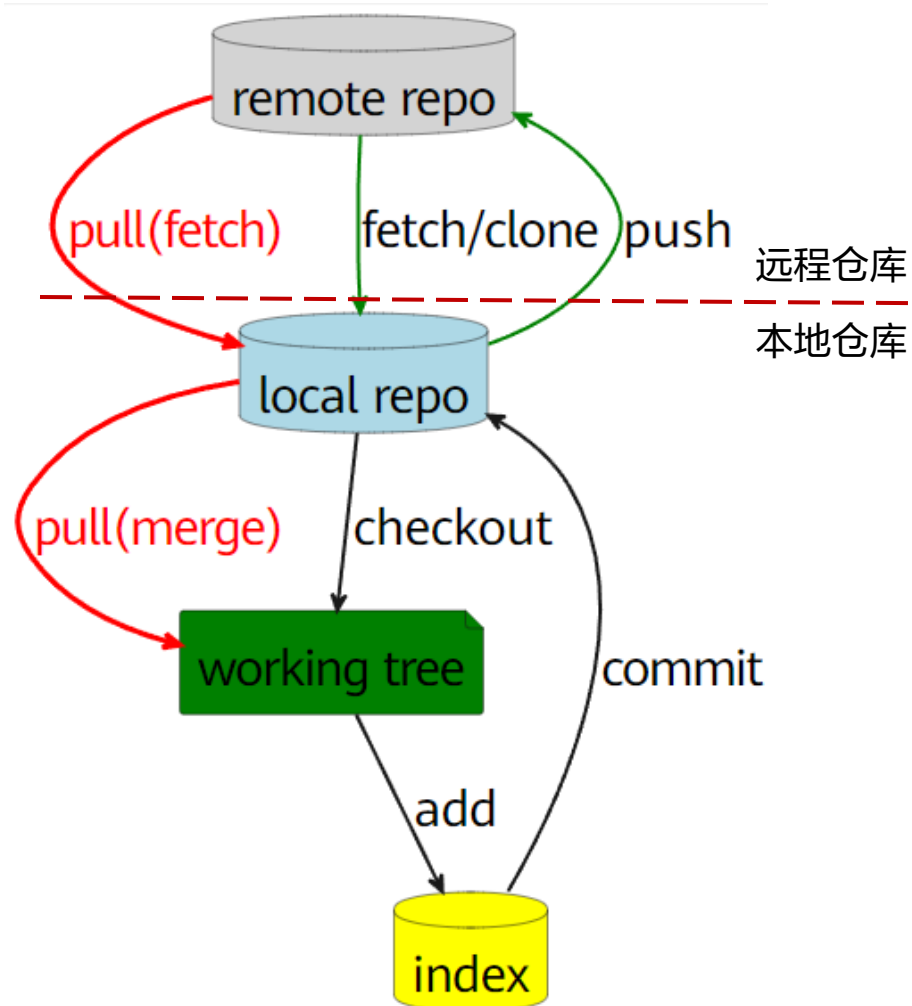 remote repo
pull(fetch)
fetch/clone
push
远程仓库
本地仓库
local repo
pull(merge)
checkout
working tree
commit
add
index